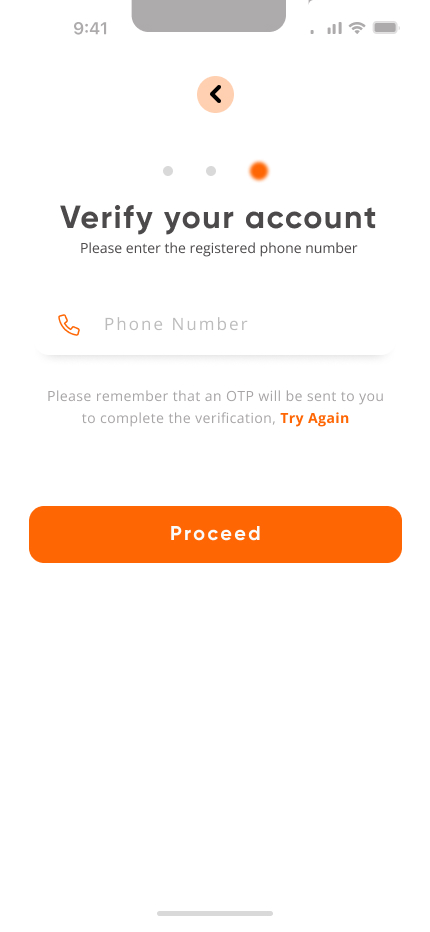 9:41
Verify your account
Please enter the registered phone number
Phone Number
Please remember that an OTP will be sent to you
to complete the verification, Try Again
Proceed